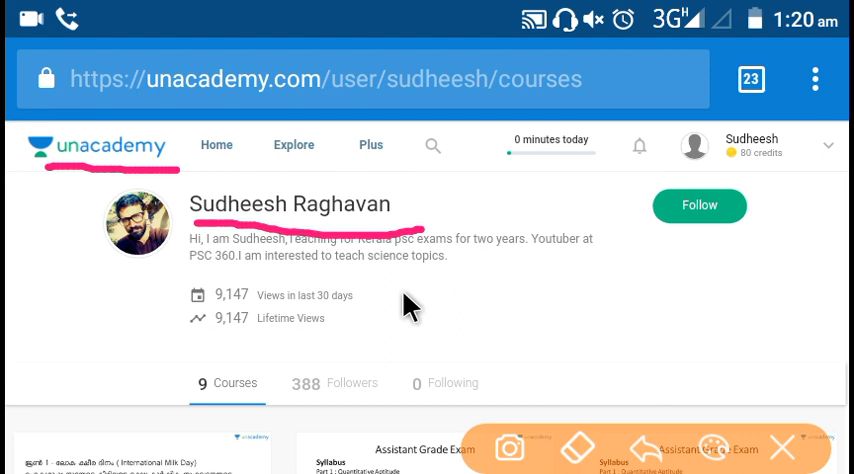 3G H 1:20 am
https://unacademy.com/user/sudheesh/courses 23
unacademy Home Explore Plus 0 minutes today Sudheesh
80 credits
Sudheesh Raghavan Follow
Hi, I am Sudheesh,Teaching for Kerala psc exams for two years. Youtuber at
PSC 360.I am interested to teach science topics.
9,147 Views in last 30 days
9,147 Lifetime Views
9 Courses 388 Followers 0 Following
unacademy
ജൂൺ 1 - ലോക ക്ഷീര ദിനം ( International Milk Day)
Assistant Grade Exam
Syllabus
Part 1 : Quantitative Aptitude
unacademy
Assistant Grade Exam
Syllabus
Part 1 : Quantitative Aptitude